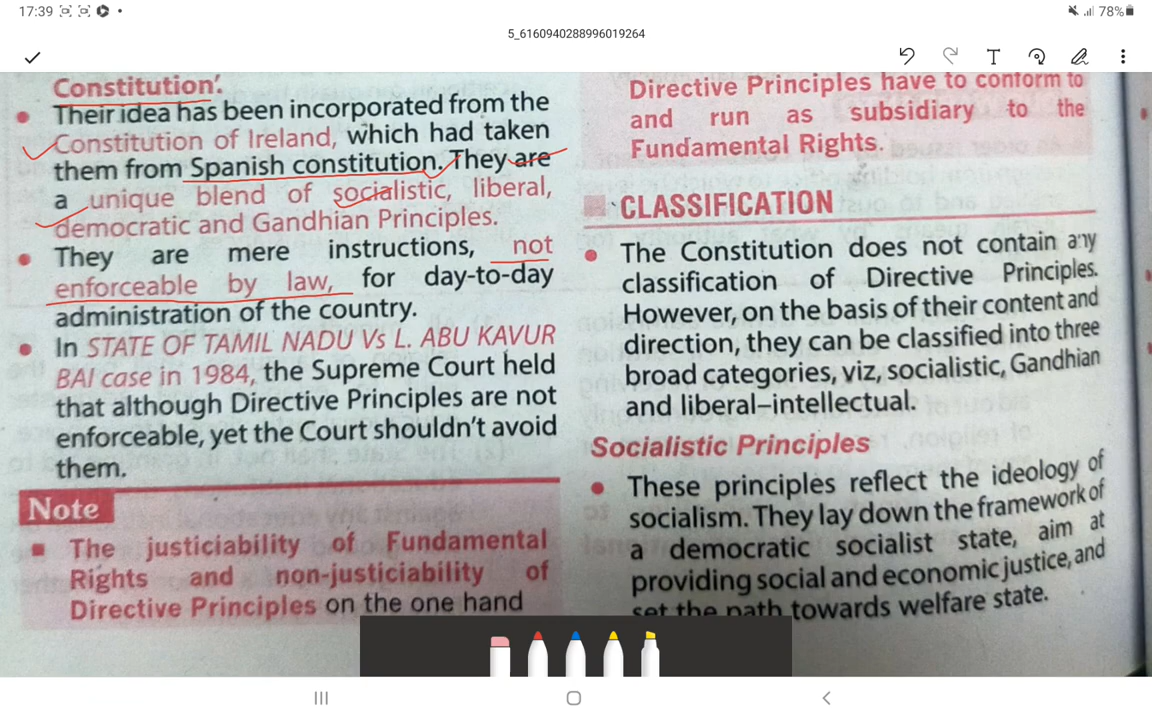 17:39
78%
5_6160940288996019264
Constitution'.
• Their idea has been incorporated from the
Constitution of Ireland, which had taken
them from Spanish constitution. They are
a unique blend of socialistic, liberal,
democratic and Gandhian Principles.
• They are mere instructions, not
enforceable by law, for day-to-day
administration of the country.
• In STATE OF TAMIL NADU Vs L. ABU KAVUR
BAI case in 1984, the Supreme Court held
that although Directive Principles are not
enforceable, yet the Court shouldn't avoid
them.
Note
■ The justiciability of Fundamental
Rights and non-justiciability of
Directive Principles on the one hand
Directive Principles have to conform to
and run as subsidiary to the
Fundamental Rights.
CLASSIFICATION
• The Constitution does not contain any
classification of Directive Principles.
However, on the basis of their content and
direction, they can be classified into three
broad categories, viz, socialistic, Gandhian
and liberal–intellectual.
Socialistic Principles
• These principles reflect the ideology of
socialism. They lay down the framework of
a democratic socialist state, aim at
providing social and economic justice, and
set the path towards welfare state.